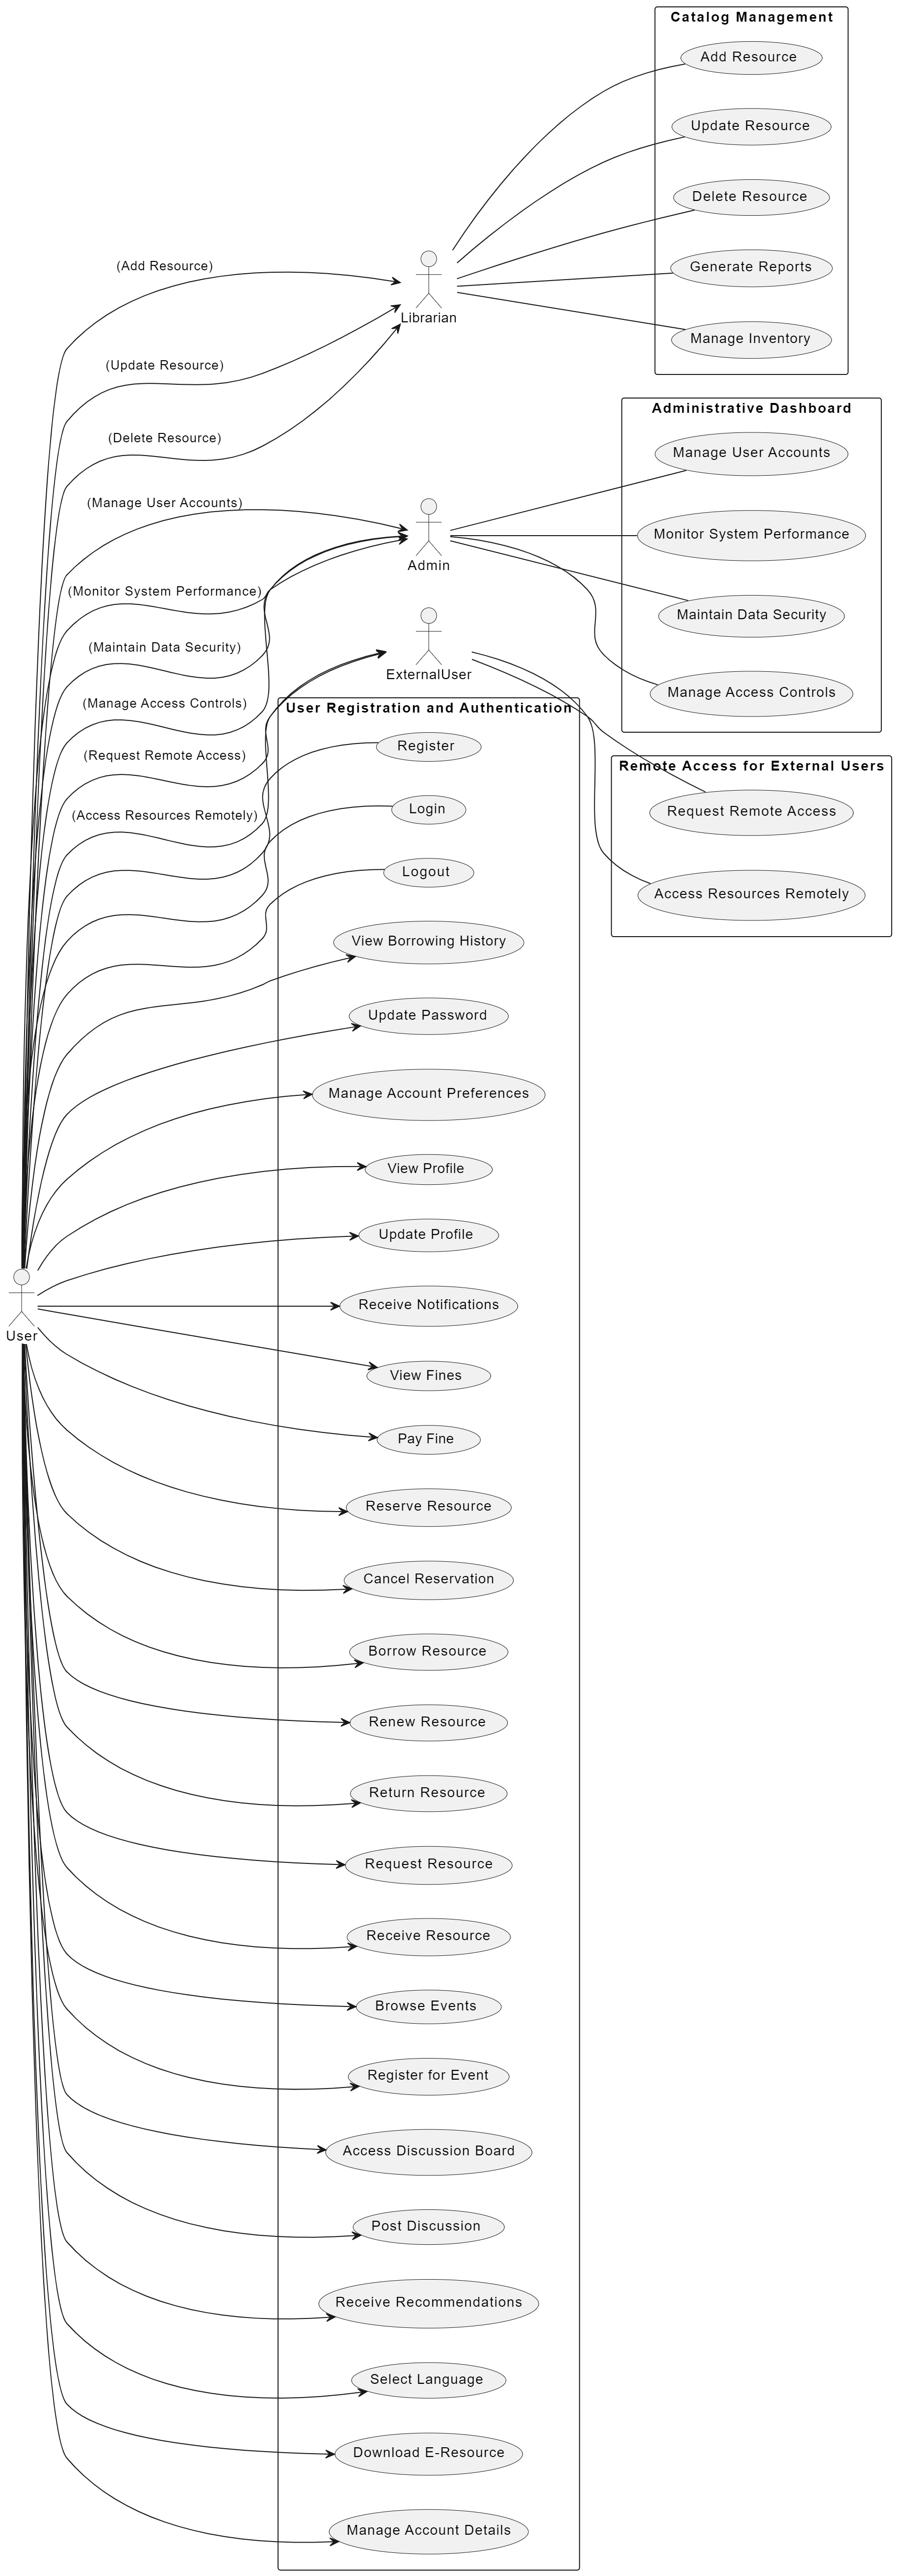 Catalog Management
Add Resource
Update Resource
Delete Resource
Generate Reports
Manage Inventory
(Add Resource)
Librarian
(Update Resource)
(Delete Resource)
Administrative Dashboard
Manage User Accounts
Monitor System Performance
Maintain Data Security
Manage Access Controls
(Manage User Accounts)
Admin
(Monitor System Performance)
(Maintain Data Security)
ExternalUser
(Manage Access Controls)
(Request Remote Access)
(Access Resources Remotely)
Remote Access for External Users
Request Remote Access
Access Resources Remotely
User Registration and Authentication
Register
Login
Logout
View Borrowing History
Update Password
Manage Account Preferences
View Profile
Update Profile
Receive Notifications
User
View Fines
Pay Fine
Reserve Resource
Cancel Reservation
Borrow Resource
Renew Resource
Return Resource
Request Resource
Receive Resource
Browse Events
Register for Event
Access Discussion Board
Post Discussion
Receive Recommendations
Select Language
Download E-Resource
Manage Account Details